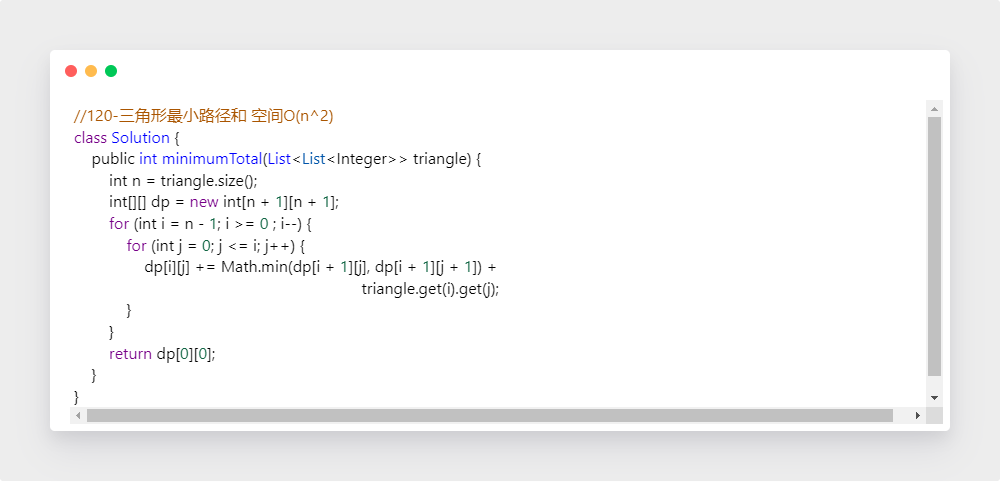 //120-三角形最小路径和 空间O(n^2)
class Solution {
    public int minimumTotal(List<List<Integer>> triangle) {
        int n = triangle.size();
        int[][] dp = new int[n + 1][n + 1];
        for (int i = n - 1; i >= 0 ; i--) {
            for (int j = 0; j <= i; j++) {
                dp[i][j] += Math.min(dp[i + 1][j], dp[i + 1][j + 1]) +
                                                            triangle.get(i).get(j);
            }
        }
        return dp[0][0];
    }
}